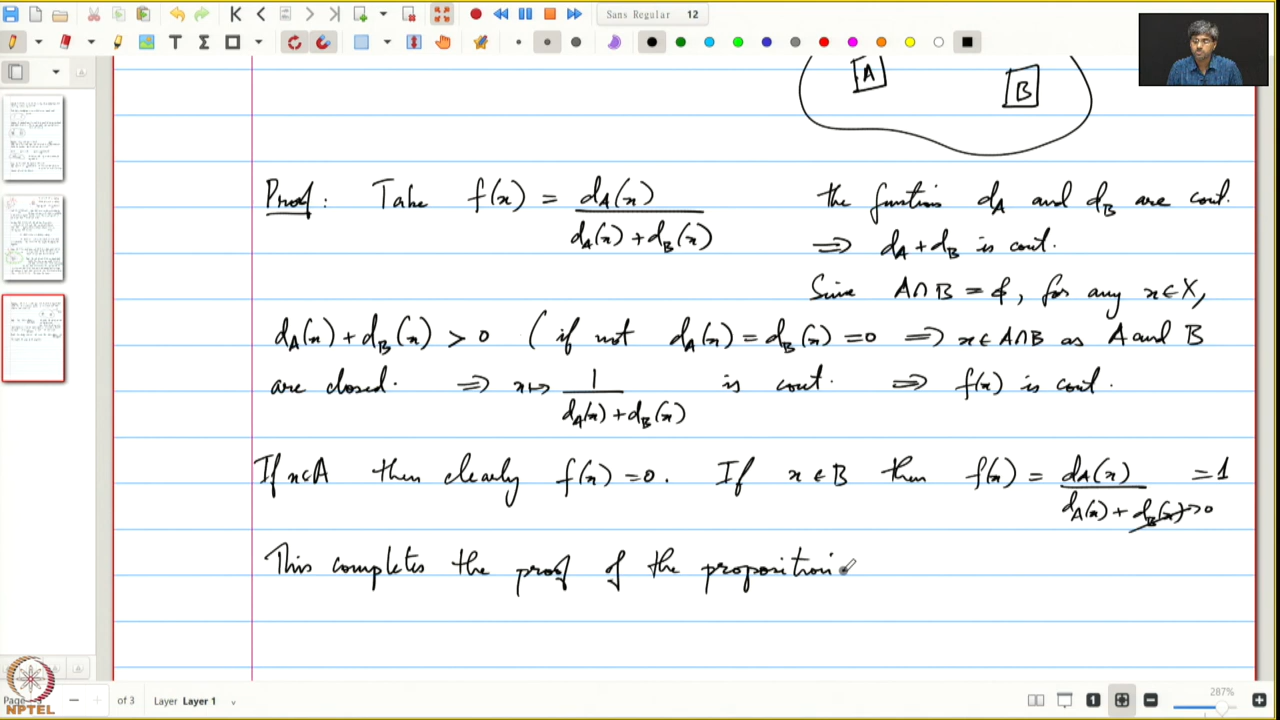 Sans Regular 12
A
B
Proof: Take f(x) = dA(x) / dA(x) + dB(x)
the functions dA and dB are cont.
⇒ dA + dB is cont.
Since A∩B = ϕ, for any x∈X,
dA(x) + dB(x) > 0 (if not dA(x) = dB(x) = 0 ⇒ x∈A∩B as A and B
are closed. ⇒ x↦ 1 / dA(x) + dB(x) is cont. ⇒ f(x) is cont.
If x∈A then clearly f(x) = 0. If x∈B then f(x) = dA(x) / dA(x) + dB(x)→0 = 1
This completes the proof of the proposition.
Page
of 3
Layer Layer 1
1
287%
NPTEL